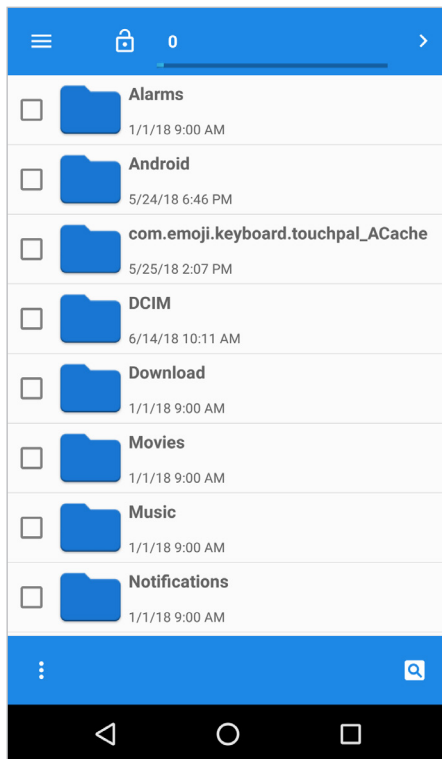 0
Alarms
1/1/18 9:00 AM
Android
5/24/18 6:46 PM
com.emoji.keyboard.touchpal_ACache
5/25/18 2:07 PM
DCIM
6/14/18 10:11 AM
Download
1/1/18 9:00 AM
Movies
1/1/18 9:00 AM
Music
1/1/18 9:00 AM
Notifications
1/1/18 9:00 AM